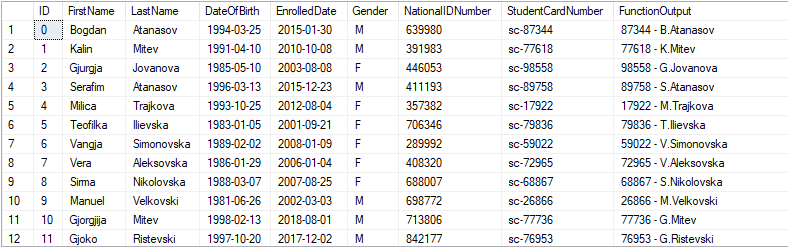 ID FirstName LastName DateOfBirth EnrolledDate Gender NationalIDNumber StudentCardNumber FunctionOutput
1 0 Bogdan Atanasov 1994-03-25 2015-01-30 M 639980 sc-87344 87344 - B.Atanasov
2 1 Kalin Mitev 1991-04-10 2010-10-08 M 391983 sc-77618 77618 - K.Mitev
3 2 Gjurgja Jovanova 1985-05-10 2003-08-08 F 446053 sc-98558 98558 - G.Jovanova
4 3 Serafim Atanasov 1996-03-13 2015-12-23 M 411193 sc-89758 89758 - S.Atanasov
5 4 Milica Trajkova 1993-10-25 2012-08-04 F 357382 sc-17922 17922 - M.Trajkova
6 5 Teofilka Ilievska 1983-01-05 2001-09-21 F 706346 sc-79836 79836 - T.Ilievska
7 6 Vangja Simonovska 1989-02-02 2008-01-09 F 289992 sc-59022 59022 - V.Simonovska
8 7 Vera Aleksovska 1986-01-29 2006-01-04 F 408320 sc-72965 72965 - V.Aleksovska
9 8 Sirma Nikolovska 1988-03-07 2007-08-25 F 688007 sc-68867 68867 - S.Nikolovska
10 9 Manuel Velkovski 1981-06-26 2002-03-03 M 698772 sc-26866 26866 - M.Velkovski
11 10 Gjorgjija Mitev 1998-02-13 2018-08-01 M 713806 sc-77736 77736 - G.Mitev
12 11 Gjoko Ristevski 1997-10-20 2017-12-02 M 842177 sc-76953 76953 - G.Ristevski